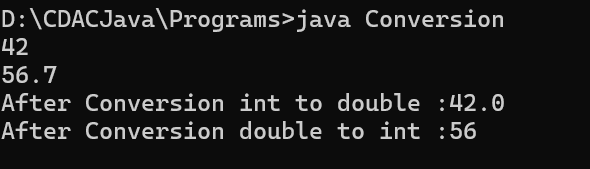 D:\CDACJava\Programs>java Conversion
42
56.7
After Conversion int to double :42.0
After Conversion double to int :56